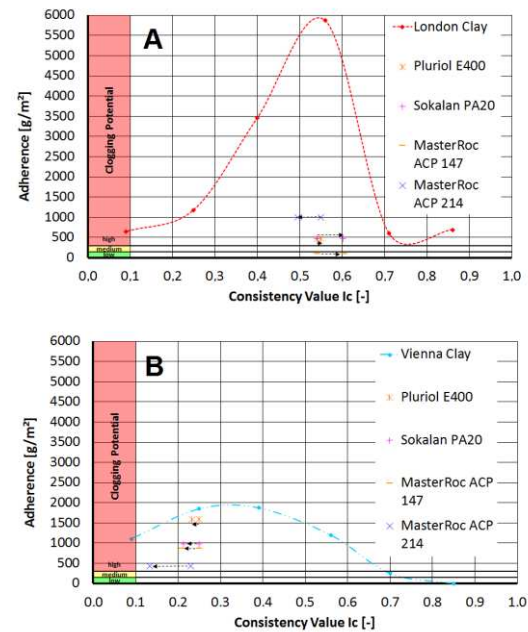 A
6000
5500
5000
4500
4000
3500
3000
2500
2000
1500
1000
500
0
Adherence [g/m²]
Clogging Potential
high
medium
low
London Clay
Pluriol E400
Sokalan PA20
MasterRoc
ACP 147
MasterRoc
ACP 214
0,0 0,1 0,2 0,3 0,4 0,5 0,6 0,7 0,8 0,9 1.0
Consistency Value Ic [-]
B
6000
5500
5000
4500
4000
3500
3000
2500
2000
1500
1000
500
0
Adherence [g/m²]
Clogging Potential
high
medium
low
Vienna Clay
Pluriol E400
Sokalan PA20
MasterRoc ACP
147
MasterRoc ACP
214
0.0 0.1 0.2 0.3 0.4 0.5 0.6 0.7 0.8 0.9 1.0
Consistency Value Ic [-]